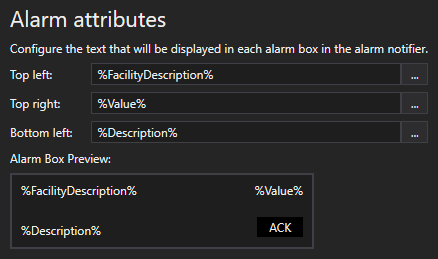 Alarm attributes
Configure the text that will be displayed in each alarm box in the alarm notifier.
Top left: %FacilityDescription% ...
Top right: %Value% ...
Bottom left: %Description% ...
Alarm Box Preview:
%FacilityDescription% %Value%
%Description% ACK